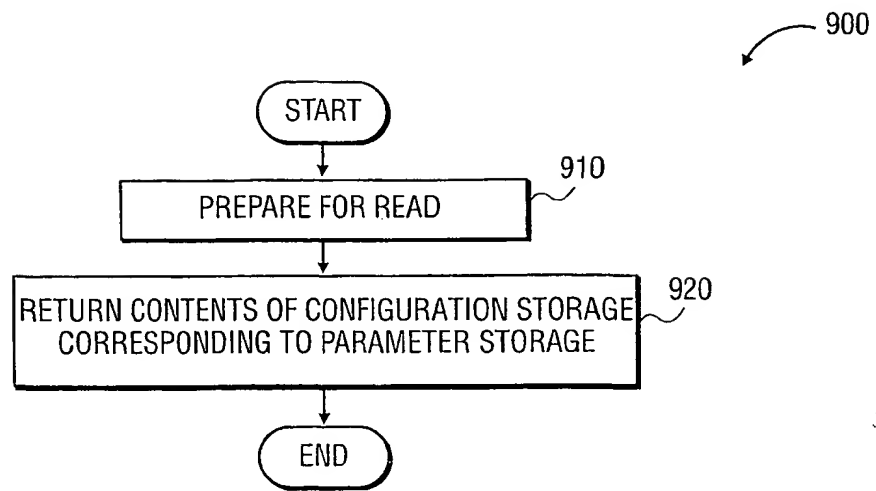 900
START
910
PREPARE FOR READ
920
RETURN CONTENTS OF CONFIGURATION STORAGE
CORRESPONDING TO PARAMETER STORAGE
END